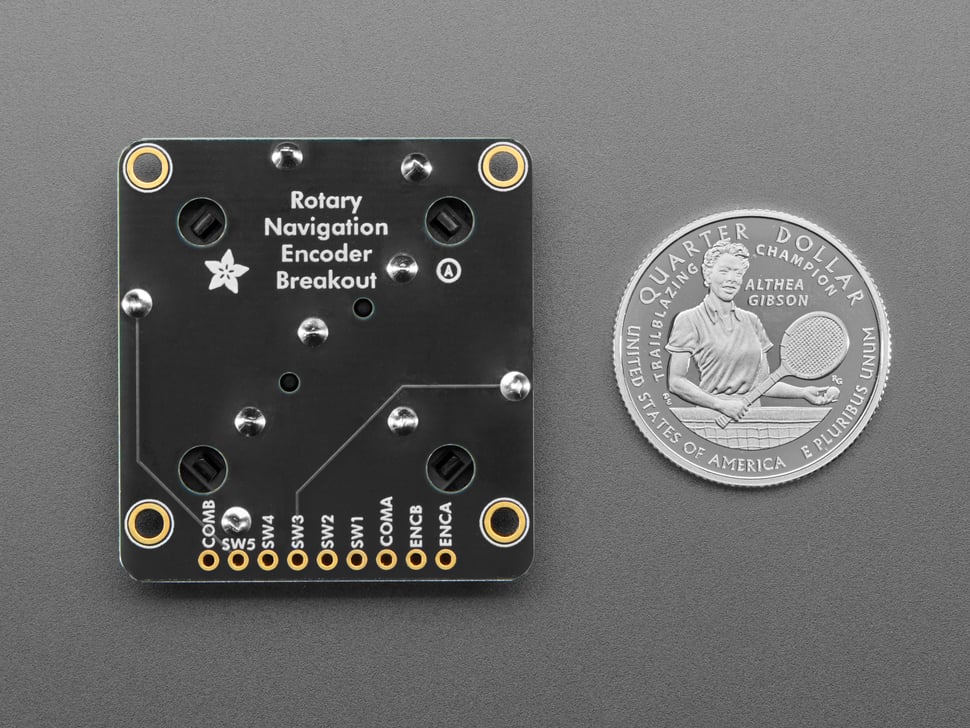 Rotary
Navigation
Encoder
Breakout
A
COMB
SW5
SW4
SW3
SW2
SW1
COMA
ENCB
ENCA
QUARTER DOLLAR
TRAILBLAZING CHAMPION
ALTHEA
GIBSON
UNITED STATES OF AMERICA
E PLURIBUS UNUM
RG